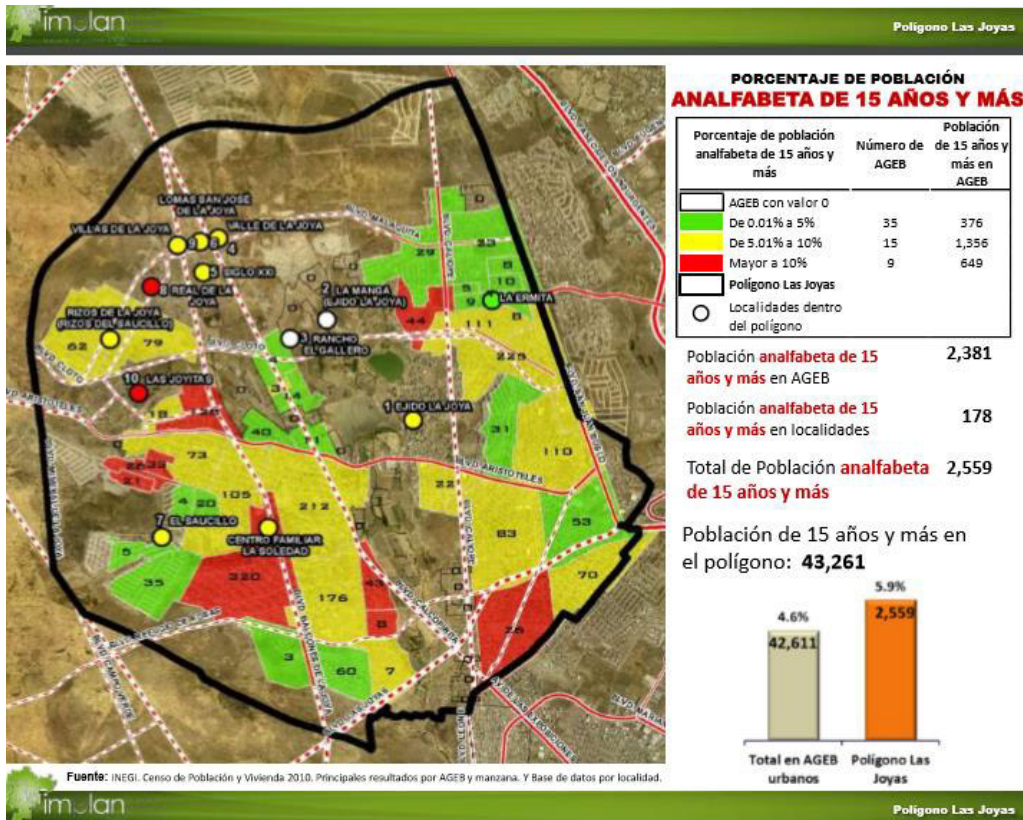 implan
Polígono Las Joyas
PORCENTAJE DE POBLACIÓN
ANALFABETA DE 15 AÑOS Y MÁS
Porcentaje de población analfabeta de 15 años y más
Número de AGEB
Población de 15 años y más en AGEB
AGEB con valor 0
De 0.01% a 5% 35 376
De 5.01% a 10% 15 1,356
Mayor a 10% 9 649
Polígono Las Joyas
Localidades dentro del polígono
Población analfabeta de 15 años y más en AGEB 2,381
Población analfabeta de 15 años y más en localidades 178
Total de Población analfabeta de 15 años y más 2,559
Población de 15 años y más en el polígono: 43,261
4.6%
42,611
5.9%
2,559
Total en AGEB urbanos
Polígono Las Joyas
LOMAS SAN JOSÉ DE LA JOYA
VILLAS DE LA JOYA
VALLE DE LA JOYA
9 6 4
5 SIGLO XXI
8 REAL DE LA JOYA
2 LA MANGA (EJIDO LA JOYA)
LA ERMITA
RIZOS DE LA JOYA (RIZOS DEL SAUCILLO)
3 RANCHO EL GALLERO
10 LAS JOYITAS
1 EJIDO LA JOYA
7 EL SAUCILLO
CENTRO FAMILIAR LA SOLEDAD
BLVD ARISTOTELES
29
44
111
225
62
79
40
31
110
73
105
212
22
53
70
4 20
5
35
320
176
3
60
7
Fuente: INEGI. Censo de Población y Vivienda 2010. Principales resultados por AGEB y manzana. Y Base de datos por localidad.
implan
Polígono Las Joyas